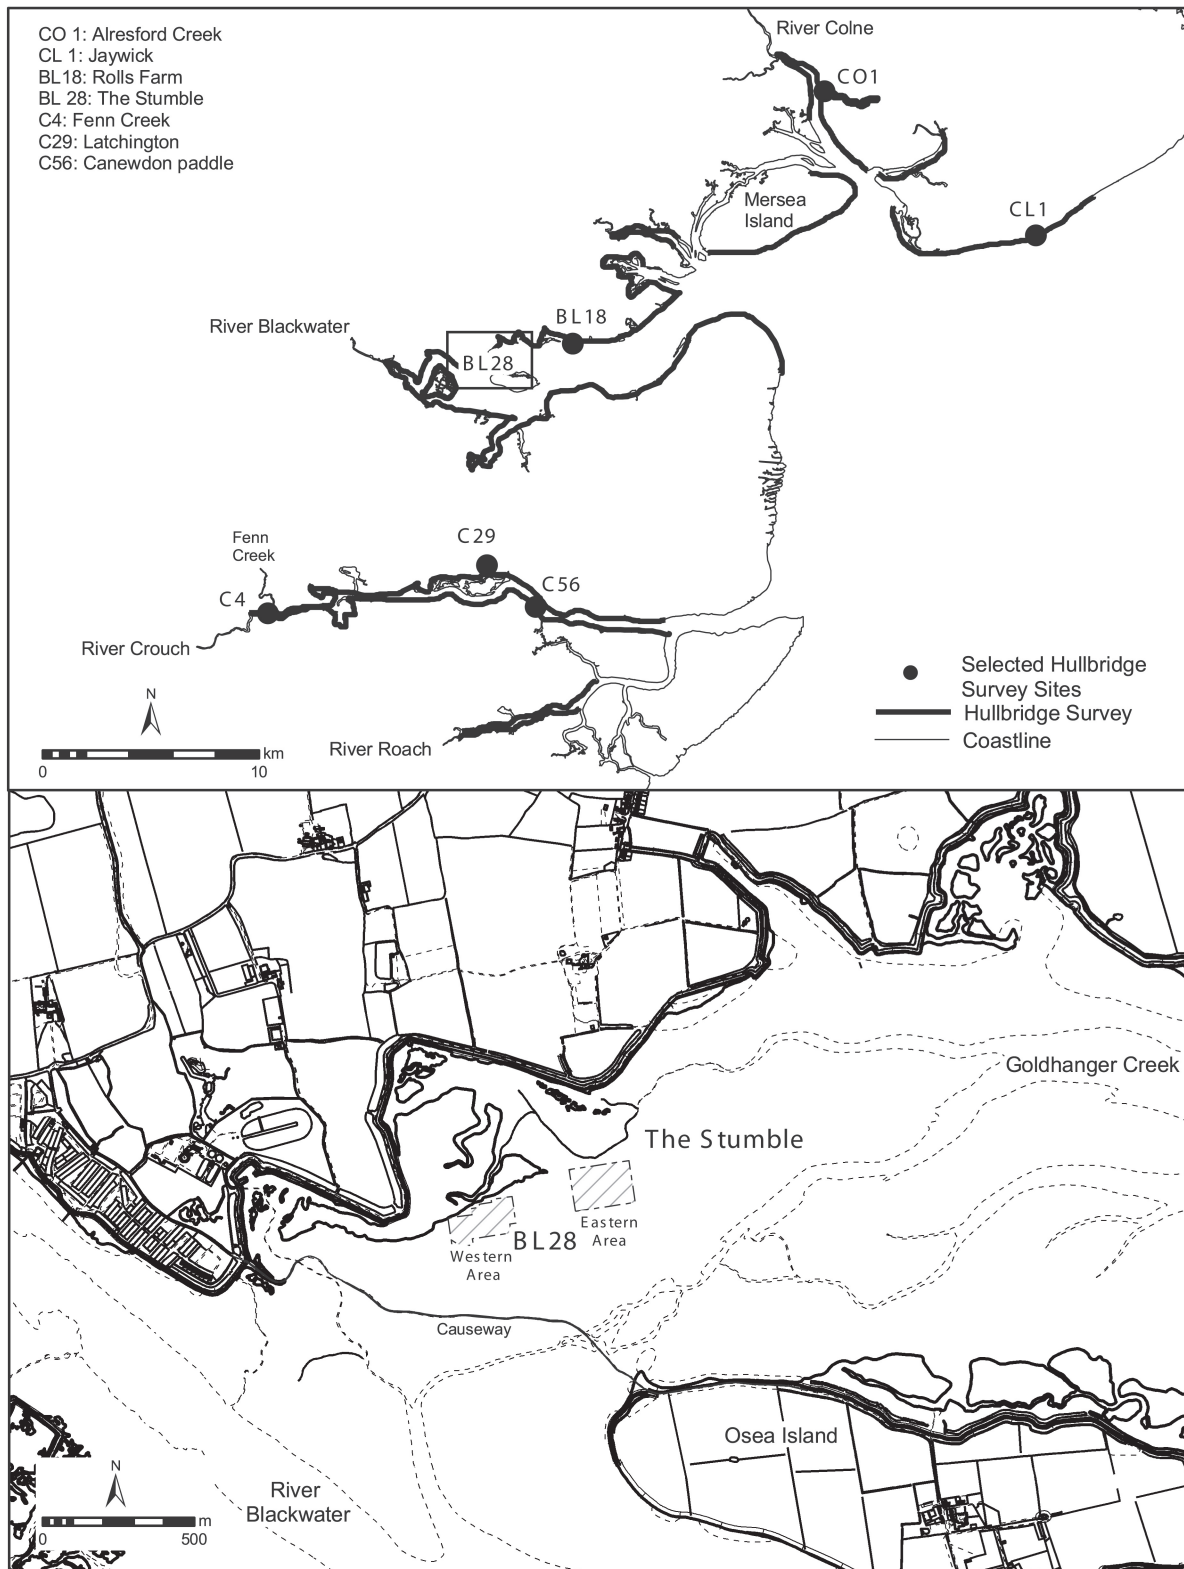 CO 1: Alresford Creek
CL 1: Jaywick
BL18: Rolls Farm
BL 28: The Stumble
C4: Fenn Creek
C29: Latchington
C56: Canewdon paddle
River Colne
CO1
Mersea
Island
CL1
BL18
River Blackwater
BL28
C29
Fenn
Creek
C56
C4
River Crouch
Selected Hullbridge
Survey Sites
Hullbridge Survey
Coastline
N
River Roach
km
0
10
Goldhanger Creek
The Stumble
Eastern
Area
BL28
Western
Area
Causeway
Osea Island
N
River
Blackwater
m
0
500